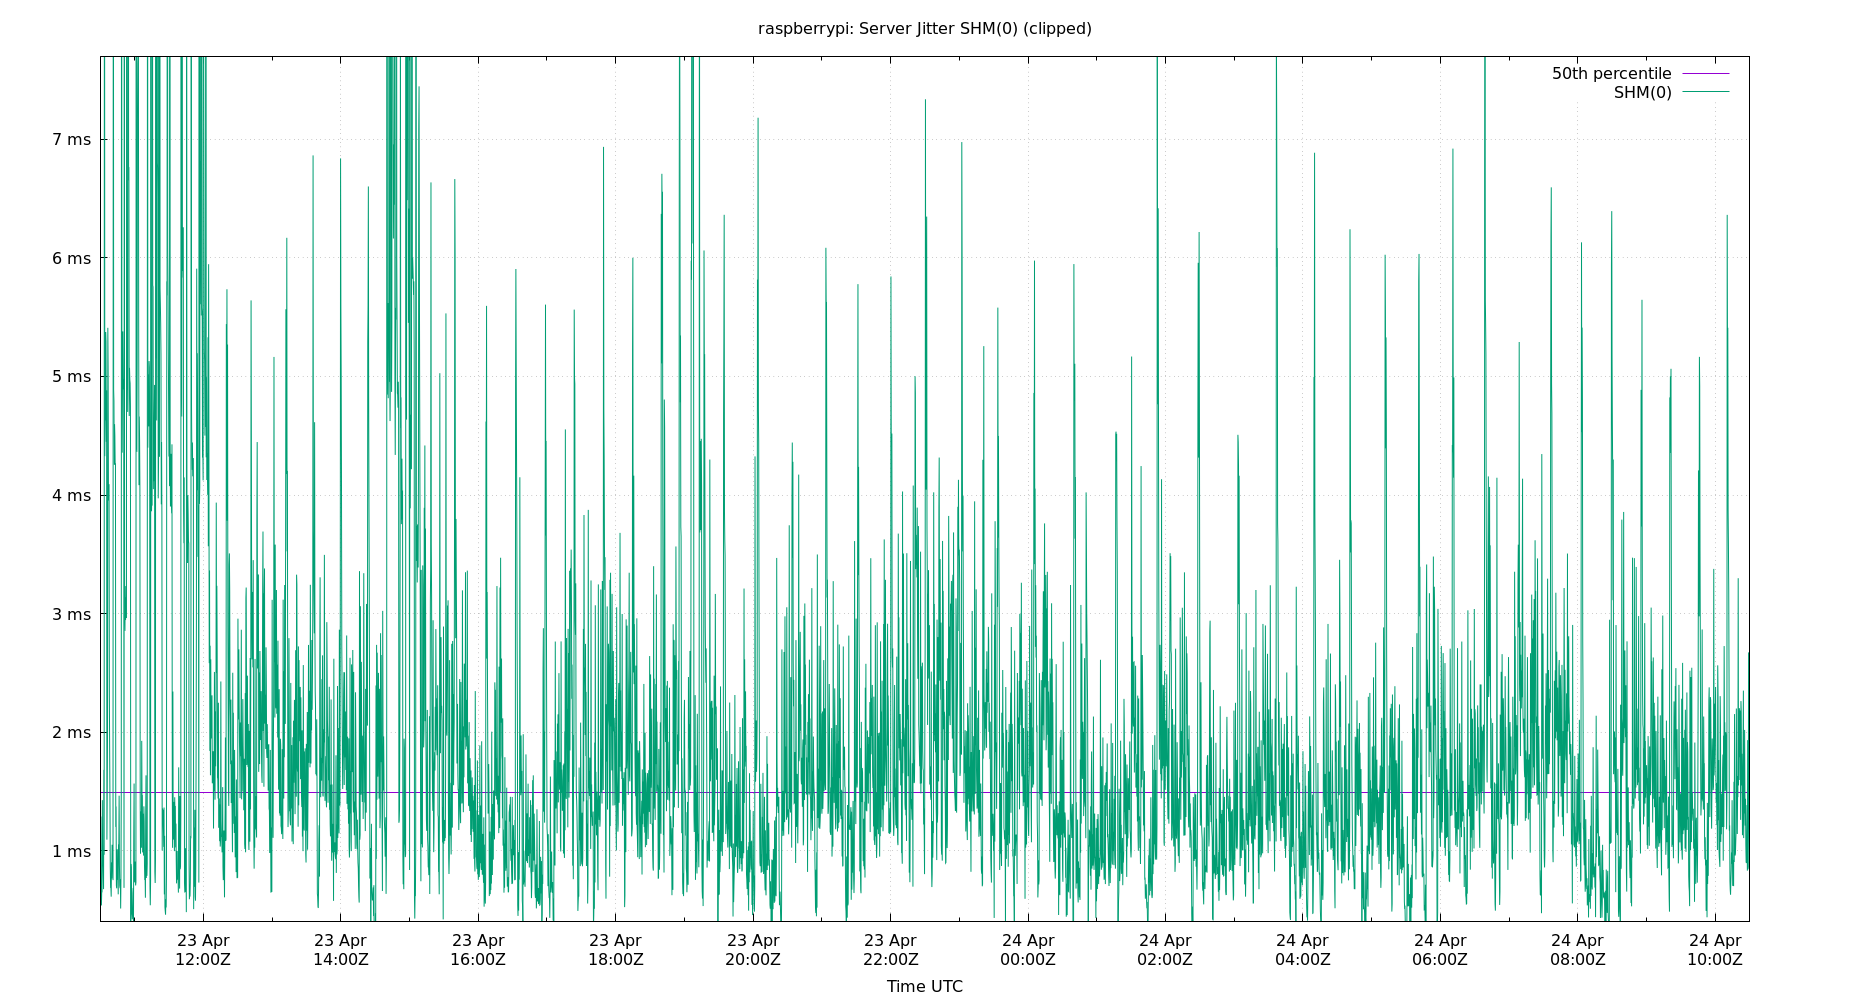 raspberrypi: Server Jitter SHM(0) (clipped)
50th percentile
SHM(0)
7 ms
6 ms
5 ms
4 ms
3 ms
2 ms
1 ms
23 Apr 23 Apr 23 Apr 23 Apr 23 Apr 23 Apr 24 Apr 24 Apr 24 Apr 24 Apr 24 Apr 24 Apr
12:00Z 14:00Z 16:00Z 18:00Z 20:00Z 22:00Z 00:00Z 02:00Z 04:00Z 06:00Z 08:00Z 10:00Z
Time UTC